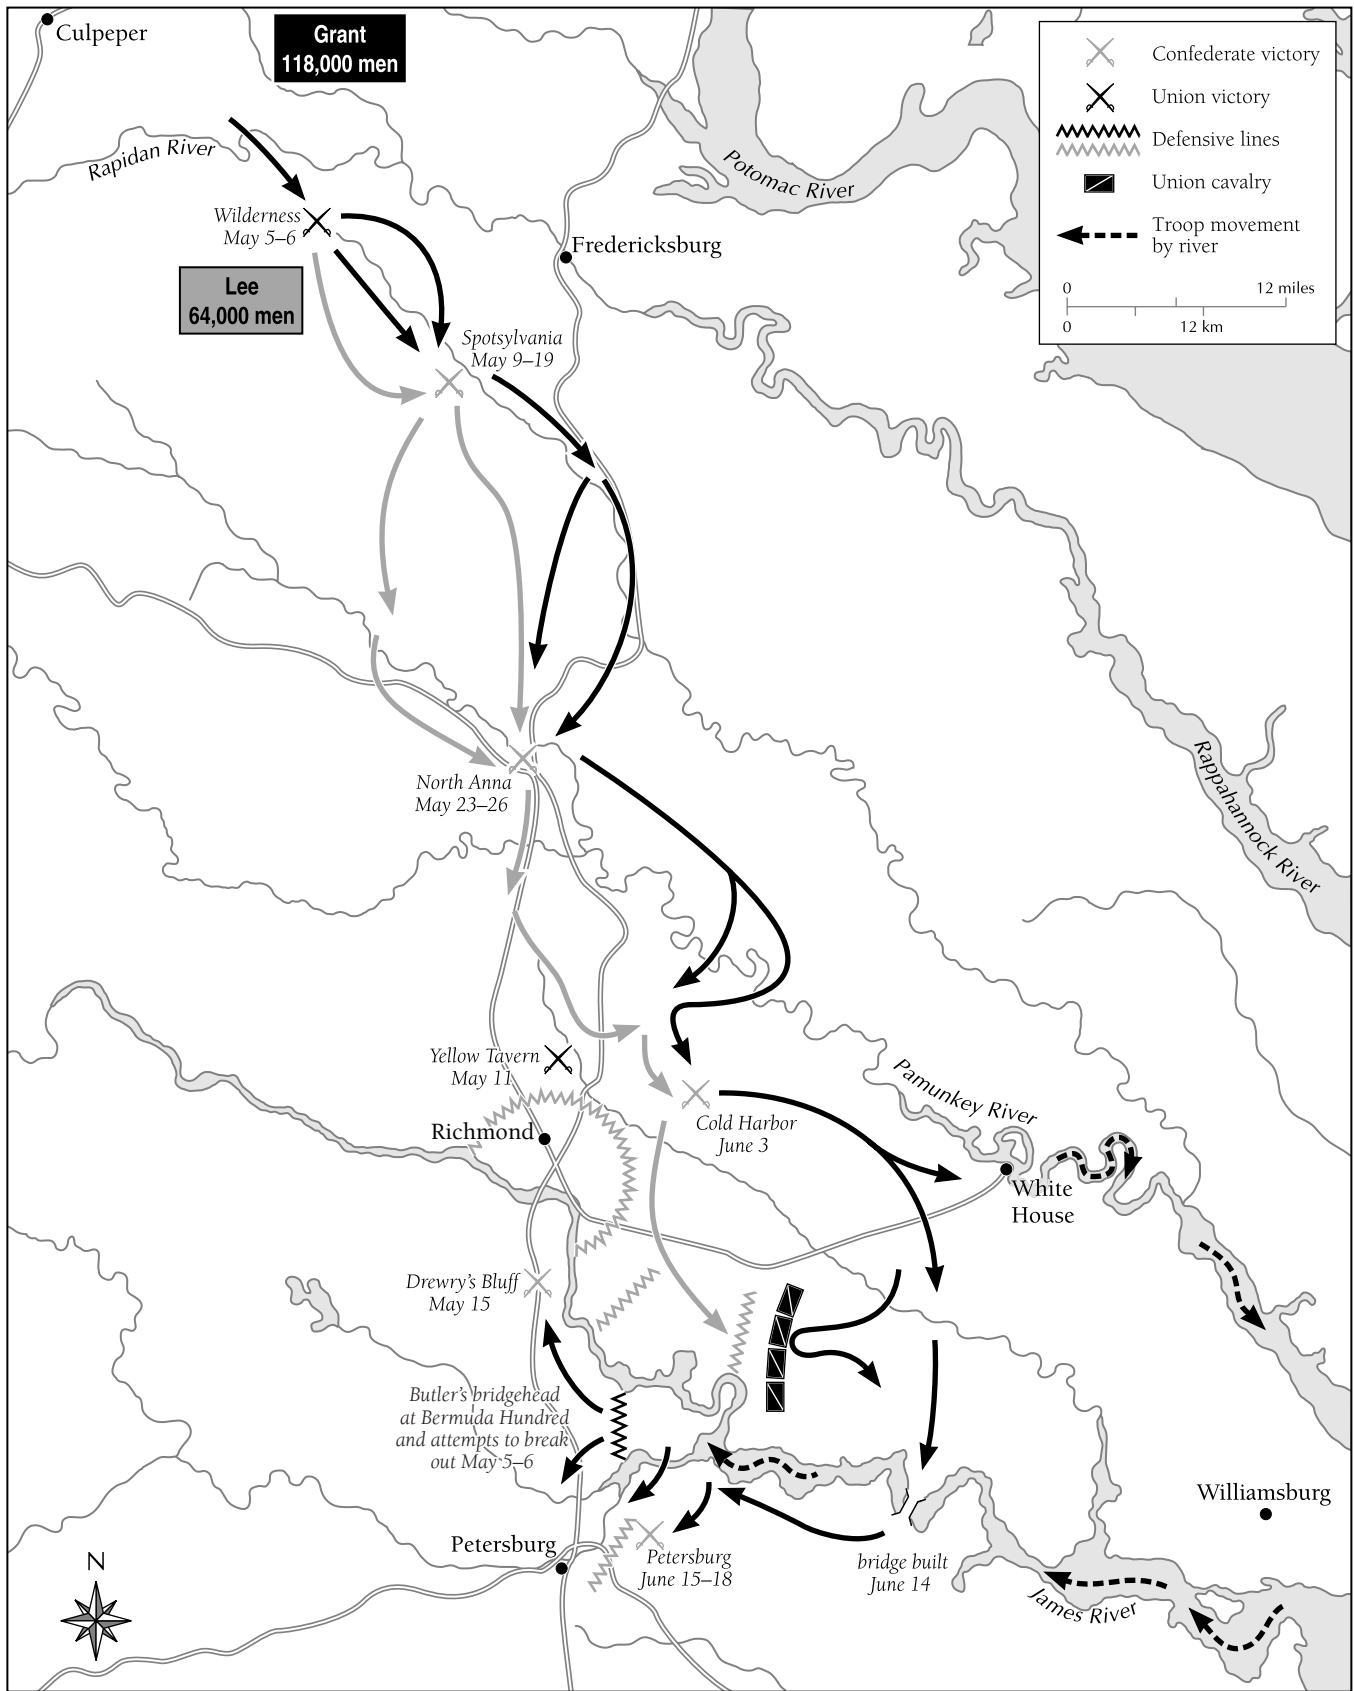 Culpeper
Grant
118,000 men
Confederate victory
Union victory
Defensive lines
Union cavalry
Troop movement
by river
0
12 miles
0
12 km
Rapidan River
Potomac River
Wilderness
May 5–6
Fredericksburg
Lee
64,000 men
Spotsylvania
May 9–19
North Anna
May 23–26
Rappahannock River
Yellow Tavern
May 11
Pamunkey River
Richmond
Cold Harbor
June 3
White
House
Drewry's Bluff
May 15
Butler's bridgehead
at Bermuda Hundred
and attempts to break
out May 5–6
Williamsburg
Petersburg
Petersburg
June 15–18
bridge built
June 14
James River
N